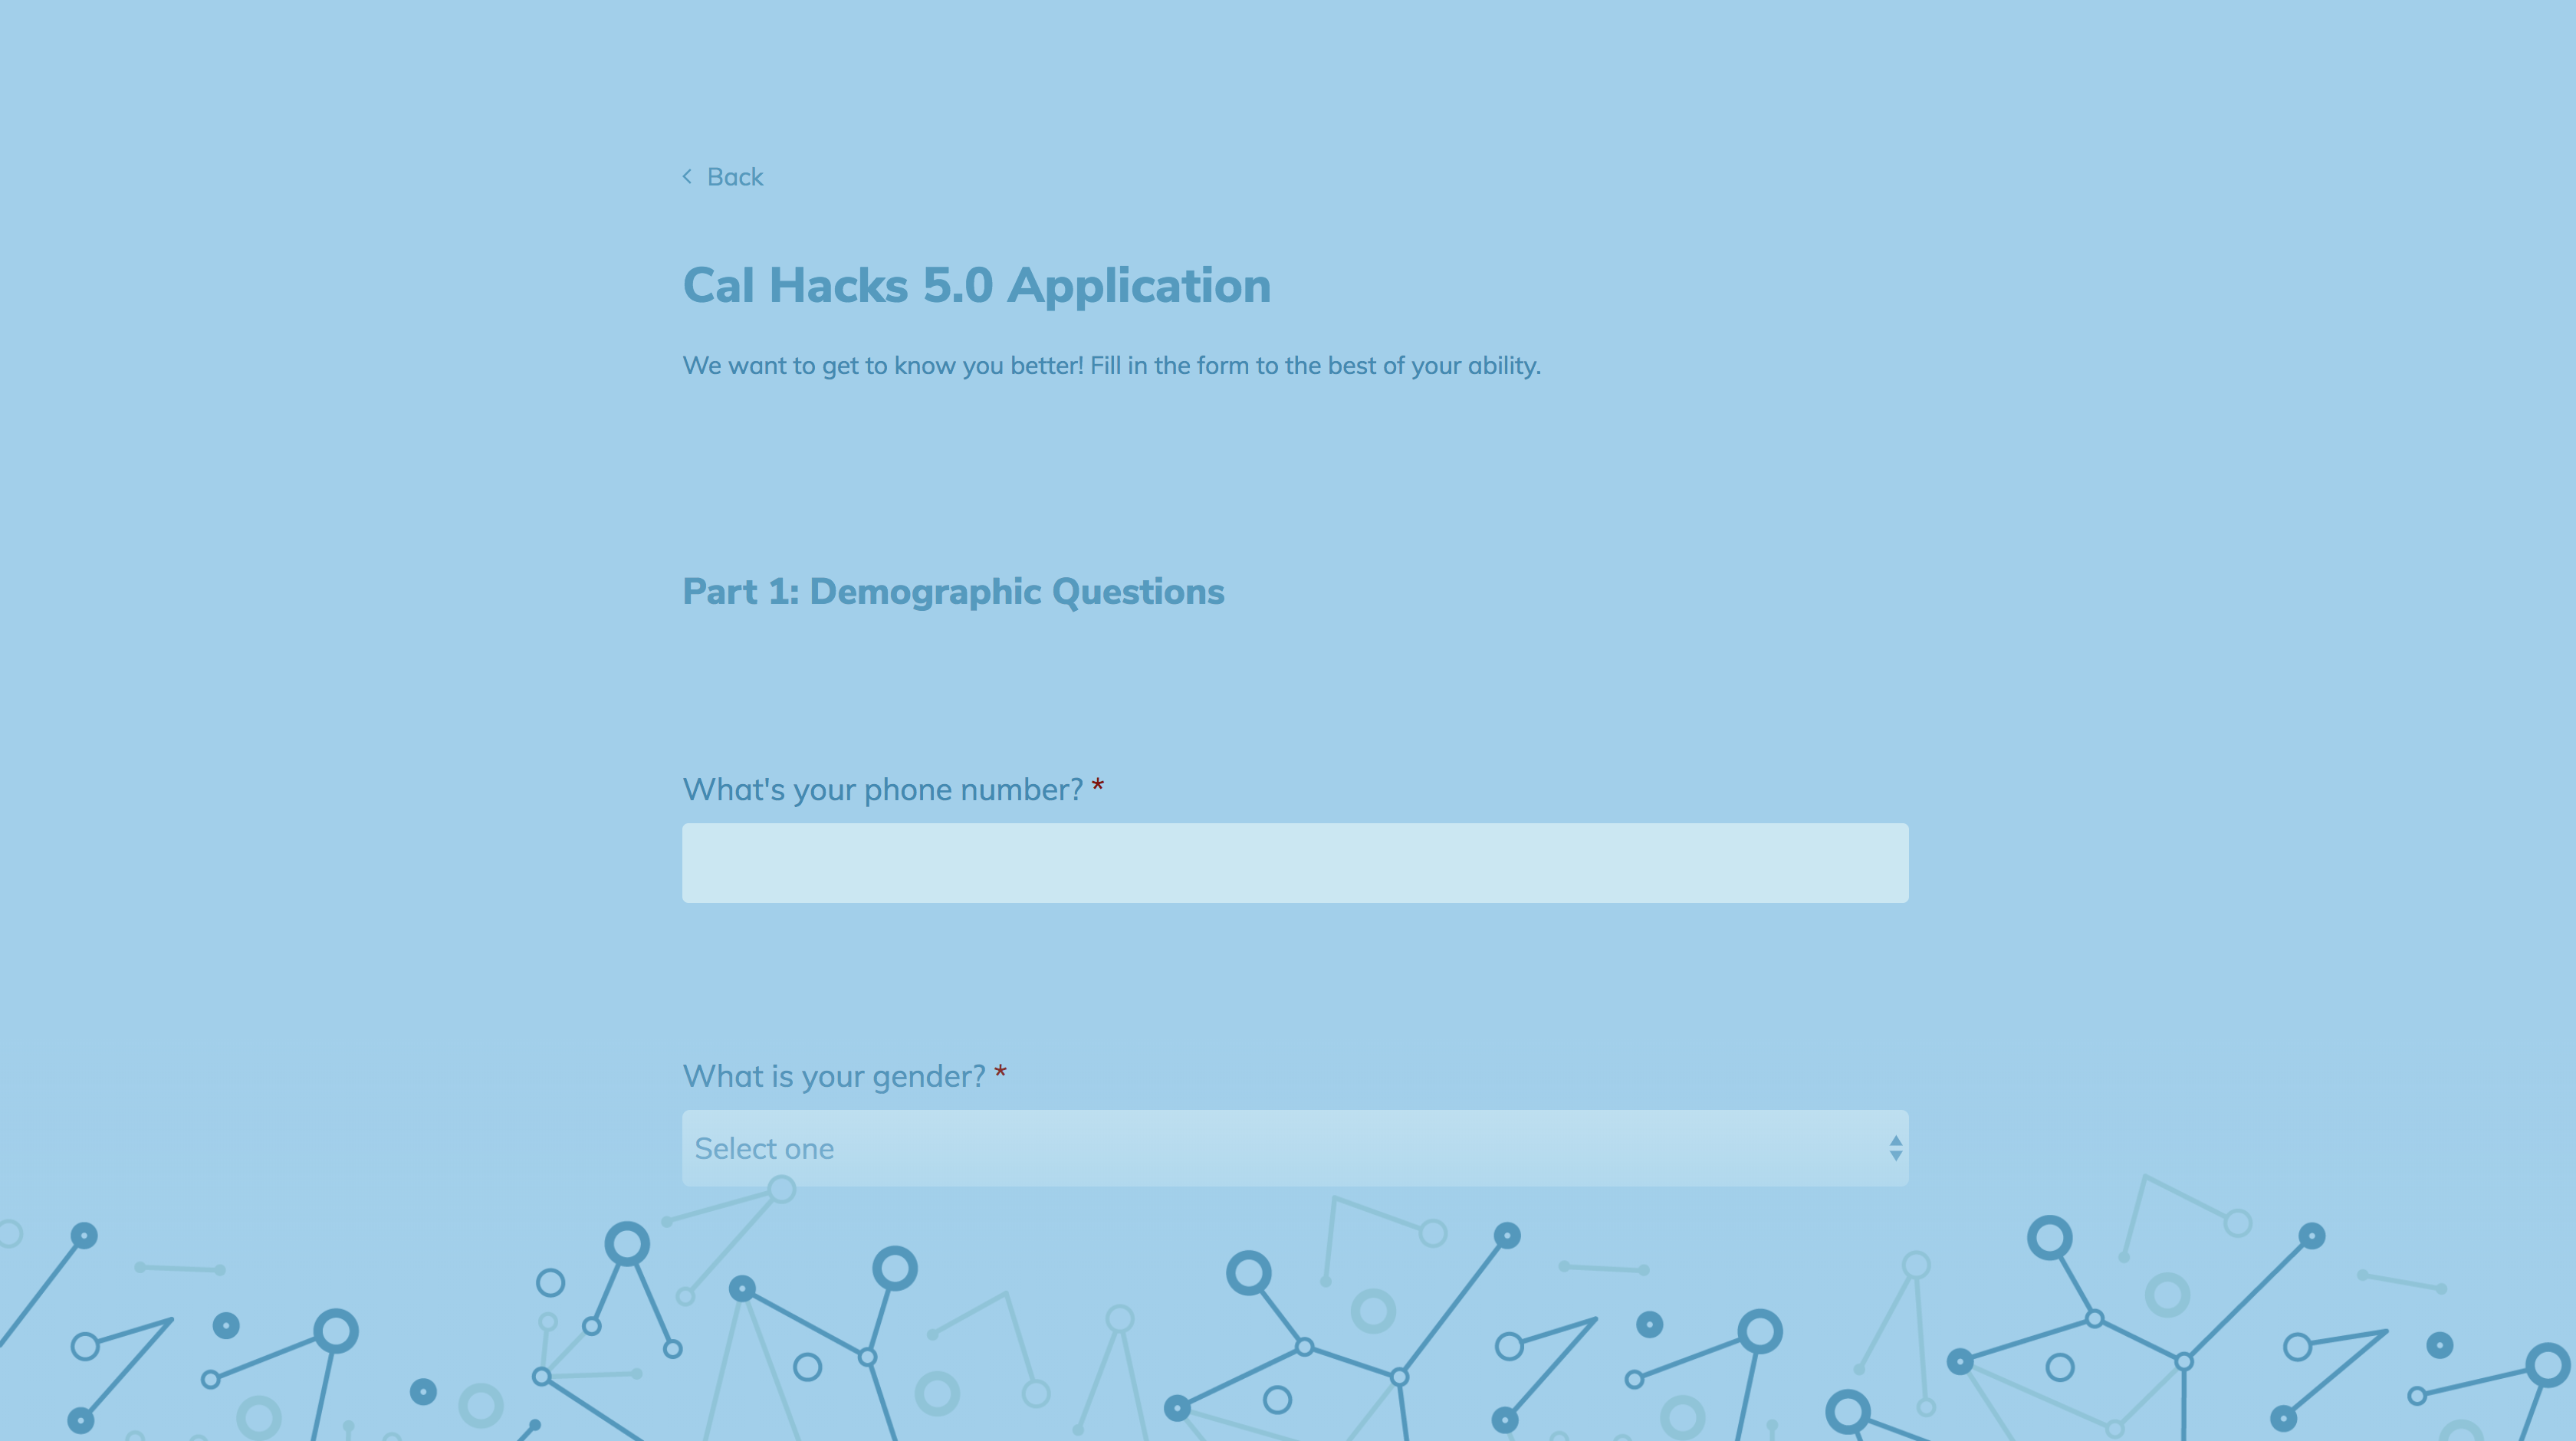 Back
Cal Hacks 5.0 Application
We want to get to know you better! Fill in the form to the best of your ability.
Part 1: Demographic Questions
What's your phone number? *
What is your gender? *
Select one